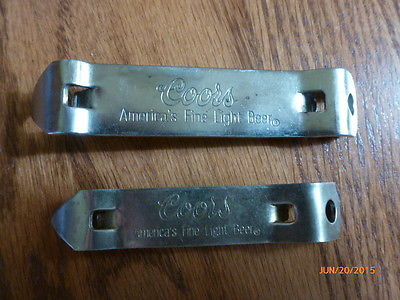 Coors
America's Fine Light Beer®
Coors
America's Fine Light Beer®
JUN/20/2015